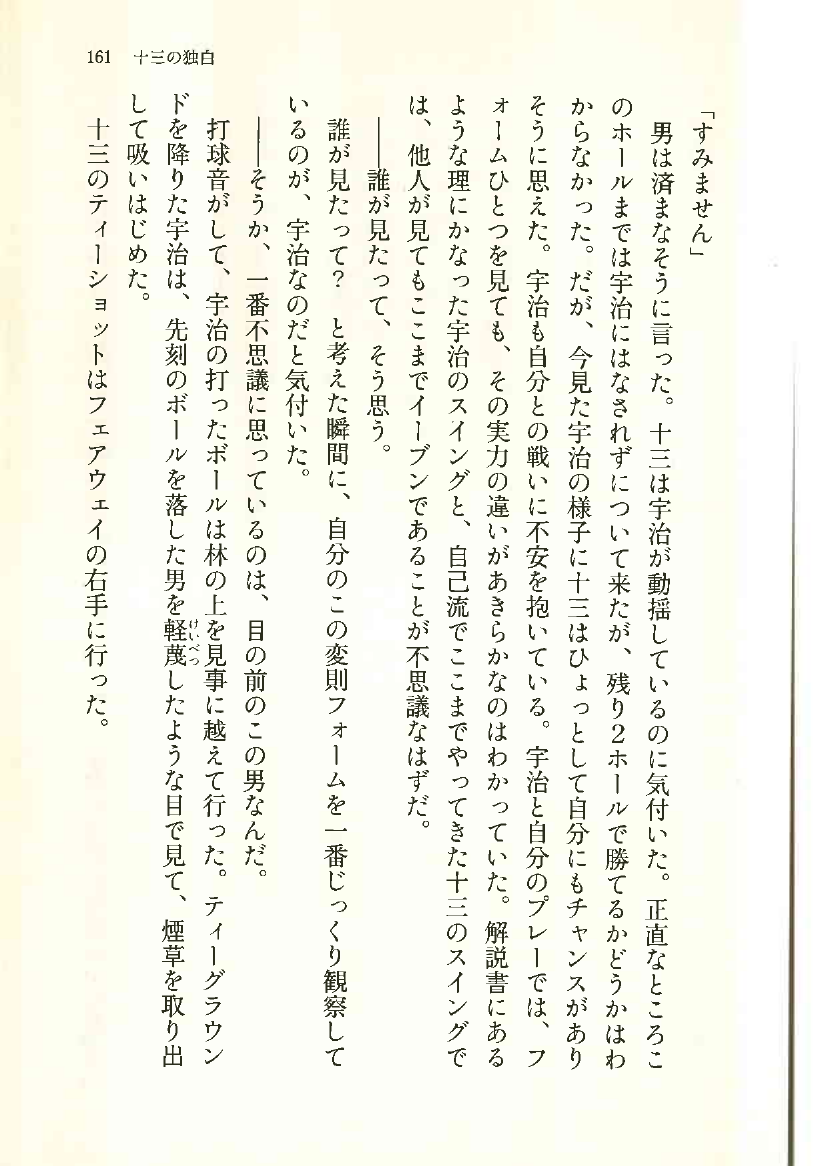 161 十三の独白
「すみません」
男は済まなそうに言った。十三は宇治が動揺しているのに気付いた。正直なところこ
のホールまでは宇治にはなされずについて来たが、残り2ホールで勝てるかどうかはわ
からなかった。だが、今見た宇治の様子に十三はひょっとして自分にもチャンスがあり
そうに思えた。宇治も自分との戦いに不安を抱いている。宇治と自分のプレーでは、フ
ォームひとつを見ても、その実力の違いがあきらかなのはわかっていた。解説書にある
ような理にかなった宇治のスイングと、自己流でここまでやってきた十三のスイングで
は、他人が見てもここまでイーブンであることが不思議なはずだ。
――誰が見たって、そう思う。
誰が見たって? と考えた瞬間に、自分のこの変則フォームを一番じっくり観察して
いるのが、宇治なのだと気付いた。
――そうか、一番不思議に思っているのは、目の前のこの男なんだ。
打球音がして、宇治の打ったボールは林の上を見事に越えて行った。ティーグラウン
ドを降りた宇治は、先刻のボールを落した男を軽蔑したような目で見て、煙草を取り出
けいべつ
して吸いはじめた。
十三のティーショットはフェアウェイの右手に行った。